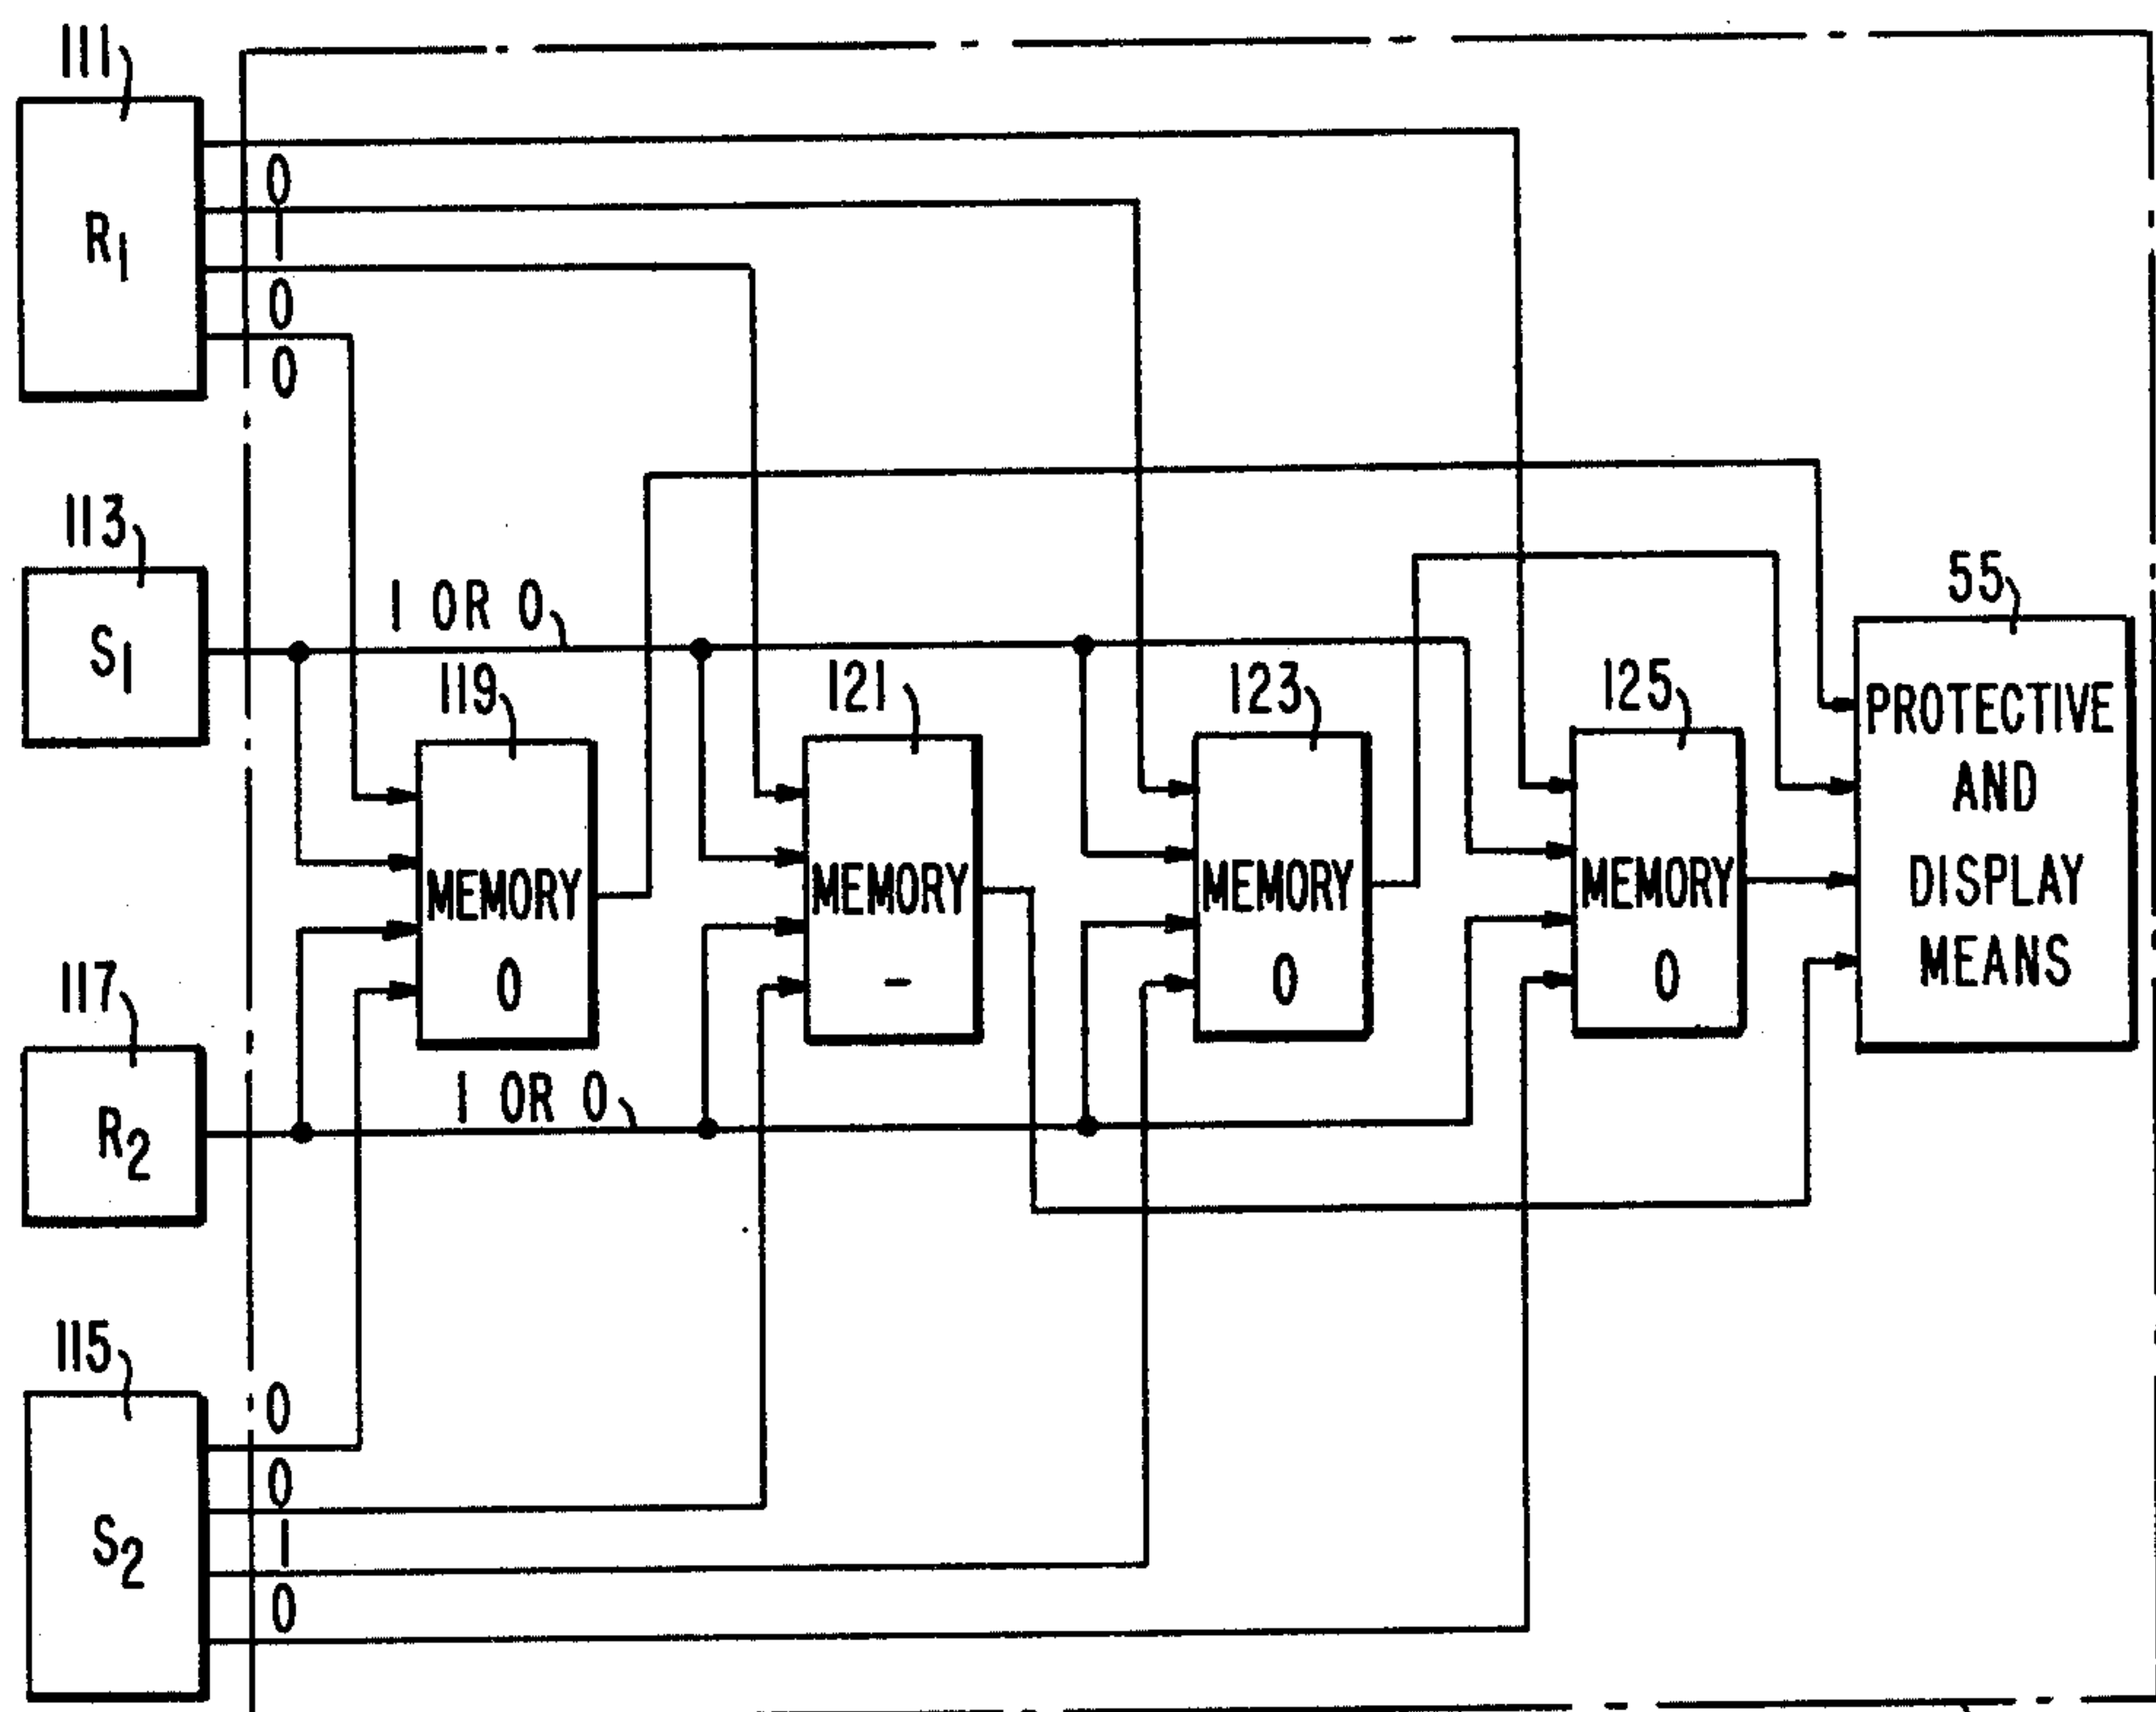 111
R1
0
1
0
0
113
S1
1 OR 0
119
MEMORY
0
121
MEMORY
-
123
MEMORY
0
125
MEMORY
0
55
PROTECTIVE
AND
DISPLAY
MEANS
117
R2
1 OR 0
115
S2
0
0
1
0